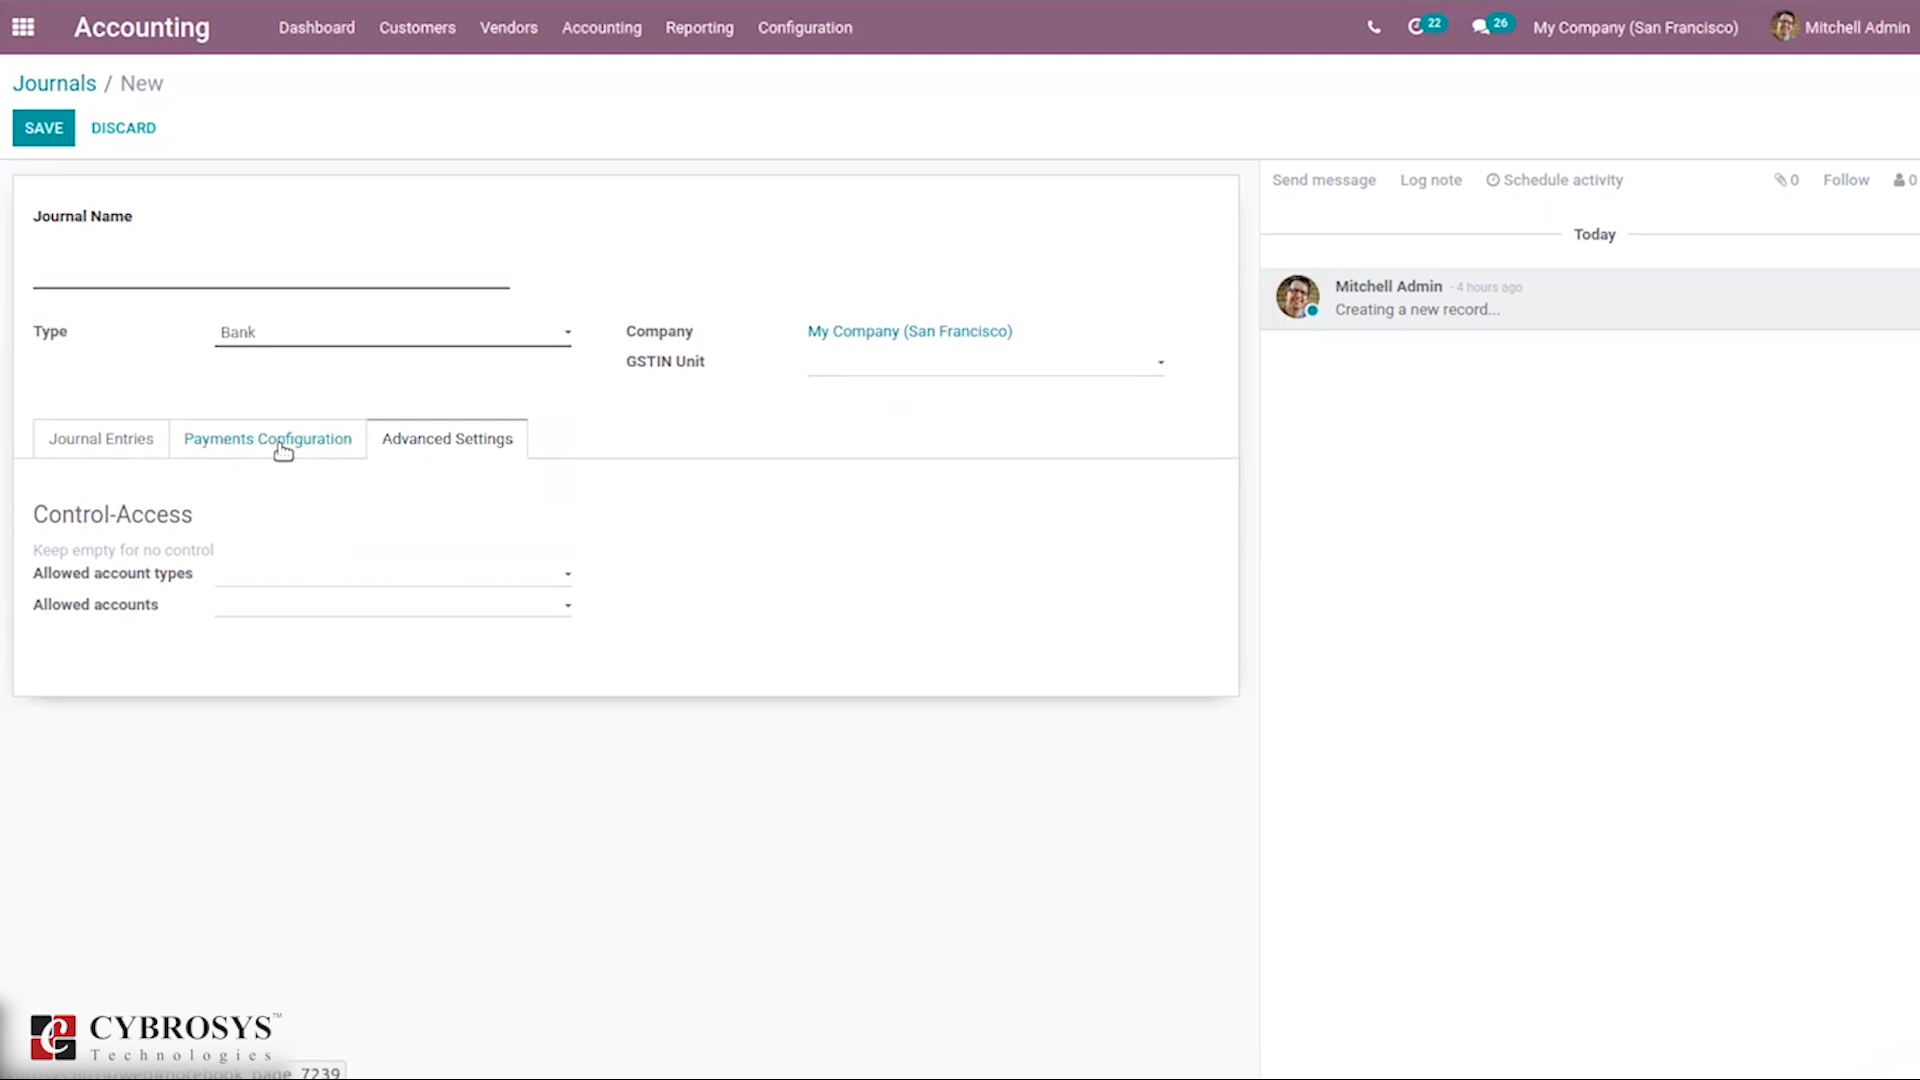 Accounting Dashboard Customers Vendors Accounting Reporting Configuration 22 26 My Company (San Francisco) Mitchell Admin
Journals / New
SAVE DISCARD
Send message Log note Schedule activity 0 Follow 0
Journal Name
Today
Mitchell Admin - 4 hours ago
Creating a new record...
Type Bank Company My Company (San Francisco)
GSTIN Unit
Journal Entries Payments Configuration Advanced Settings
Control-Access
Keep empty for no control
Allowed account types
Allowed accounts
CYBROSYS™
Technologies
7239